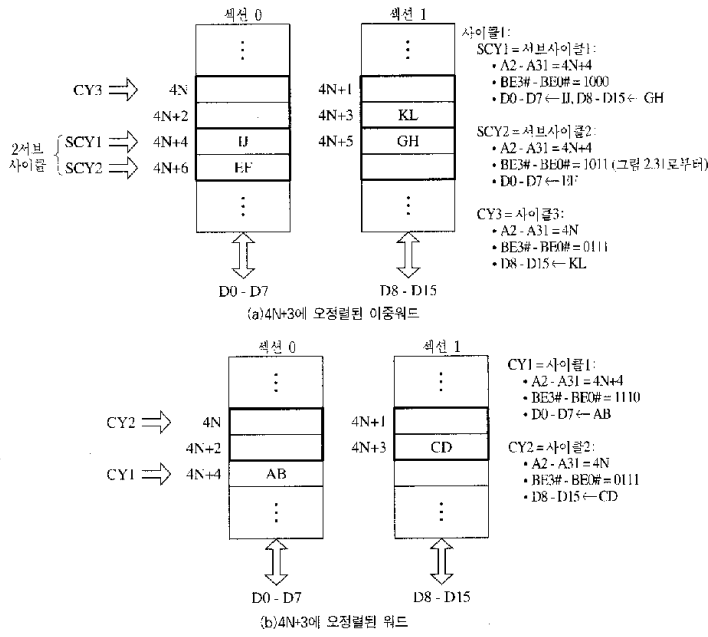 섹션 0
섹션 1
CY3
4N
4N+1
4N+2
4N+3
KL
2서브
사이클
SCY1
4N+4
IJ
4N+5
GH
SCY2
4N+6
EF
D0 - D7
D8 - D15
사이클1:
SCY1 = 서브사이클1:
• A2 - A31 = 4N+4
• BE3# - BE0# = 1000
• D0 - D7 ← IJ, D8 - D15 ← GH
SCY2 = 서브사이클2:
• A2 - A31 = 4N+4
• BE3# - BE0# = 1011 (그림 2.31로부터)
• D0 - D7 ← EF
CY3 = 사이클3:
• A2 - A31 = 4N
• BE3# - BE0# = 0111
• D8 - D15 ← KL
(a)4N+3에 오정렬된 이중워드
섹션 0
섹션 1
CY2
4N
4N+1
4N+2
4N+3
CD
CY1
4N+4
AB
D0 - D7
D8 - D15
CY1 = 사이클1:
• A2 - A31 = 4N+4
• BE3# - BE0# = 1110
• D0 - D7 ← AB
CY2 = 사이클2:
• A2 - A31 = 4N
• BE3# - BE0# = 0111
• D8 - D15 ← CD
(b)4N+3에 오정렬된 워드